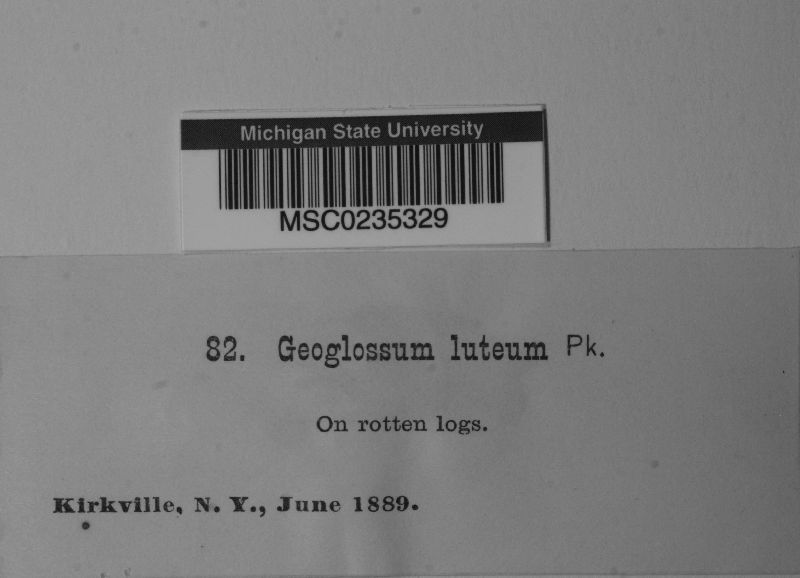 Michigan State University
MSC0235329
82. Geoglossum luteum Pk.
On rotten logs.
Kirkville, N. Y., June 1889.